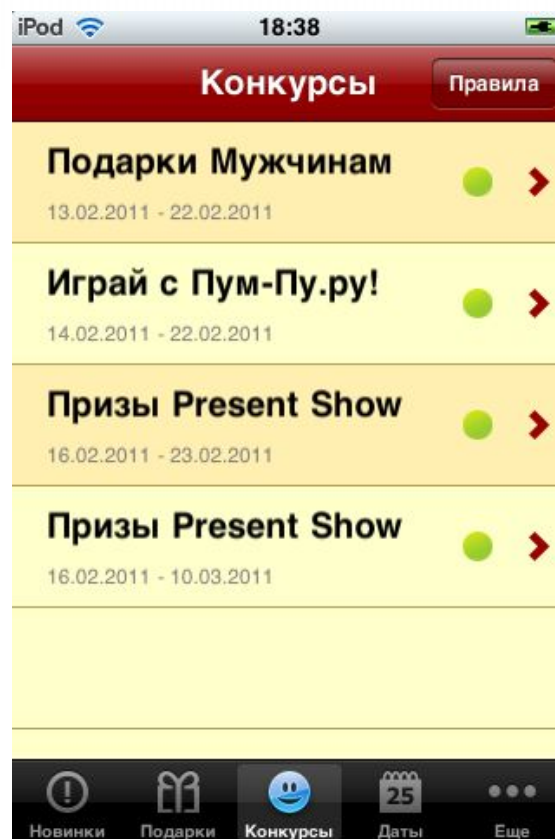 iPod 18:38
Конкурсы Правила
Подарки Мужчинам
13.02.2011 - 22.02.2011
Играй с Пум-Пу.ру!
14.02.2011 - 22.02.2011
Призы Present Show
16.02.2011 - 23.02.2011
Призы Present Show
16.02.2011 - 10.03.2011
25
Новинки Подарки Конкурсы Даты Еще